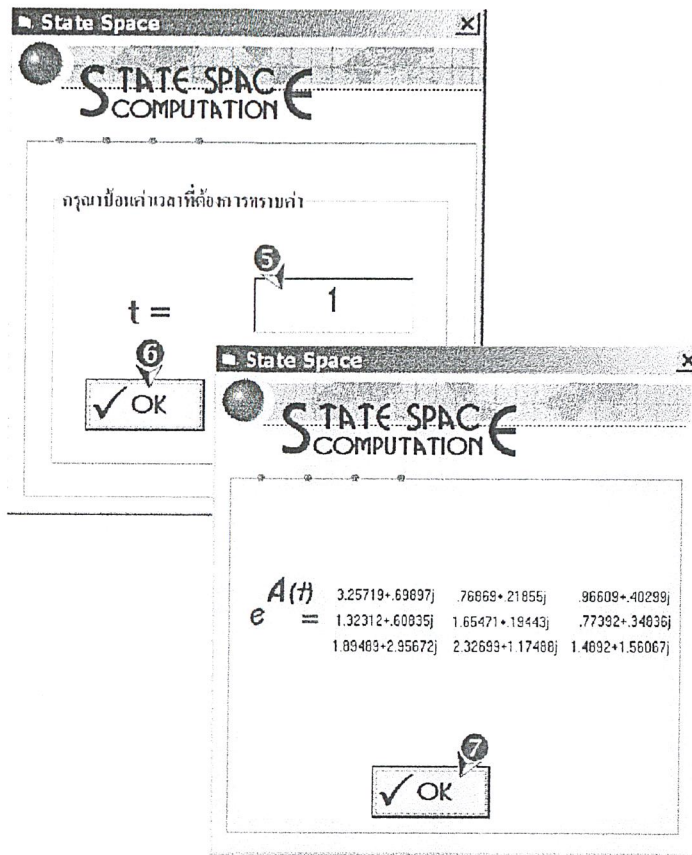 State Space
STATE SPACE
COMPUTATION
กรุณาป้อนค่าเวลาที่ต้องการทราบค่า
5
t = 1
6
OK
State Space
STATE SPACE
COMPUTATION
e^A(t) =
3.25719+.69897j .76869+.21855j .96609+.40299j
1.32312+.60835j 1.65471+.19443j .77392+.34836j
1.89489+2.95672j 2.32699+1.17488j 1.4892+1.56067j
7
OK